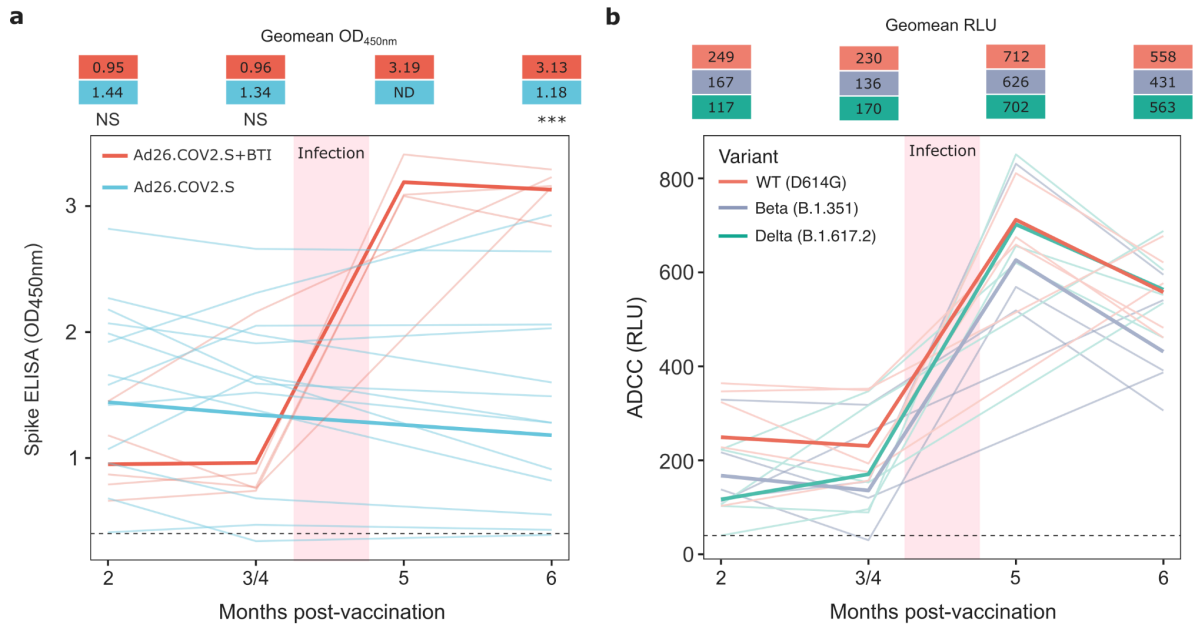 a
Geomean OD450nm
0.95 0.96 3.19 3.13
1.44 1.34 ND 1.18
NS NS ***
Infection
Ad26.COV2.S+BTI
Ad26.COV2.S
Spike ELISA (OD450nm)
3
2
1
2 3/4 5 6
Months post-vaccination
b
Geomean RLU
249 230 712 558
167 136 626 431
117 170 702 563
Infection
Variant
WT (D614G)
Beta (B.1.351)
Delta (B.1.617.2)
ADCC (RLU)
800
600
400
200
0
2 3/4 5 6
Months post-vaccination